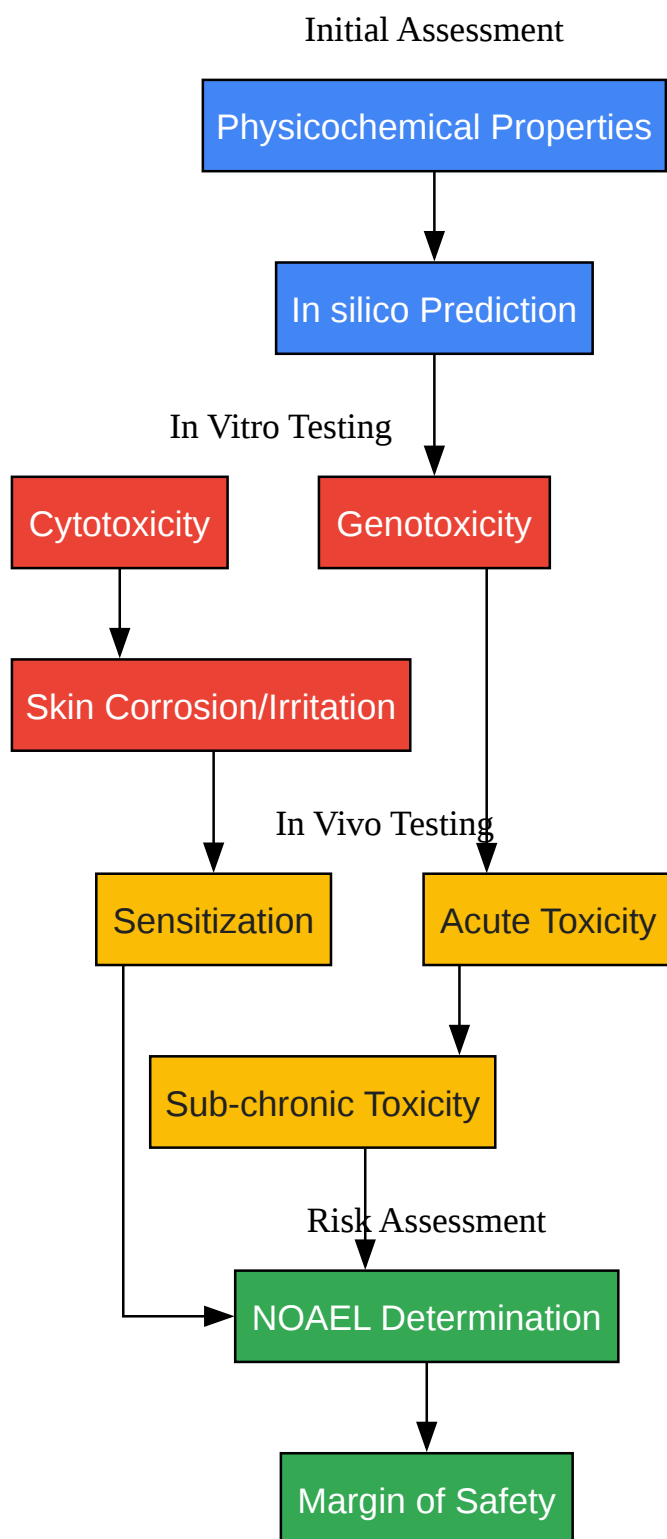 Initial Assessment
Physicochemical Properties
In silico Prediction
In Vitro Testing
Cytotoxicity
Genotoxicity
Skin Corrosion/Irritation
In Vivo Testing
Sensitization
Acute Toxicity
Sub-chronic Toxicity
Risk Assessment
NOAEL Determination
Margin of Safety